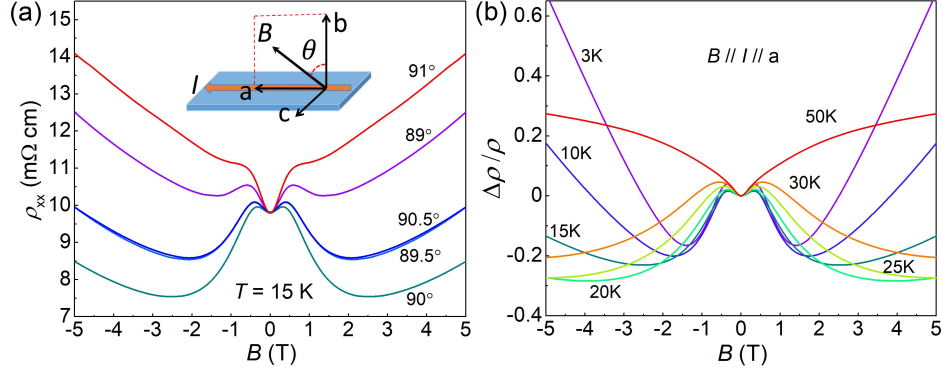 (a)
14
13
12
11
10
9
8
7
ρxx (mΩ cm)
-5 -4 -3 -2 -1 0 1 2 3 4 5
B (T)
b
B
θ
I
a
c
91°
89°
90.5°
89.5°
90°
T = 15 K
(b)
0.6
0.4
0.2
0
-0.2
-0.4
Δρ/ρ
-5 -4 -3 -2 -1 0 1 2 3 4 5
B (T)
3K
B // I // a
50K
10K
30K
15K
25K
20K